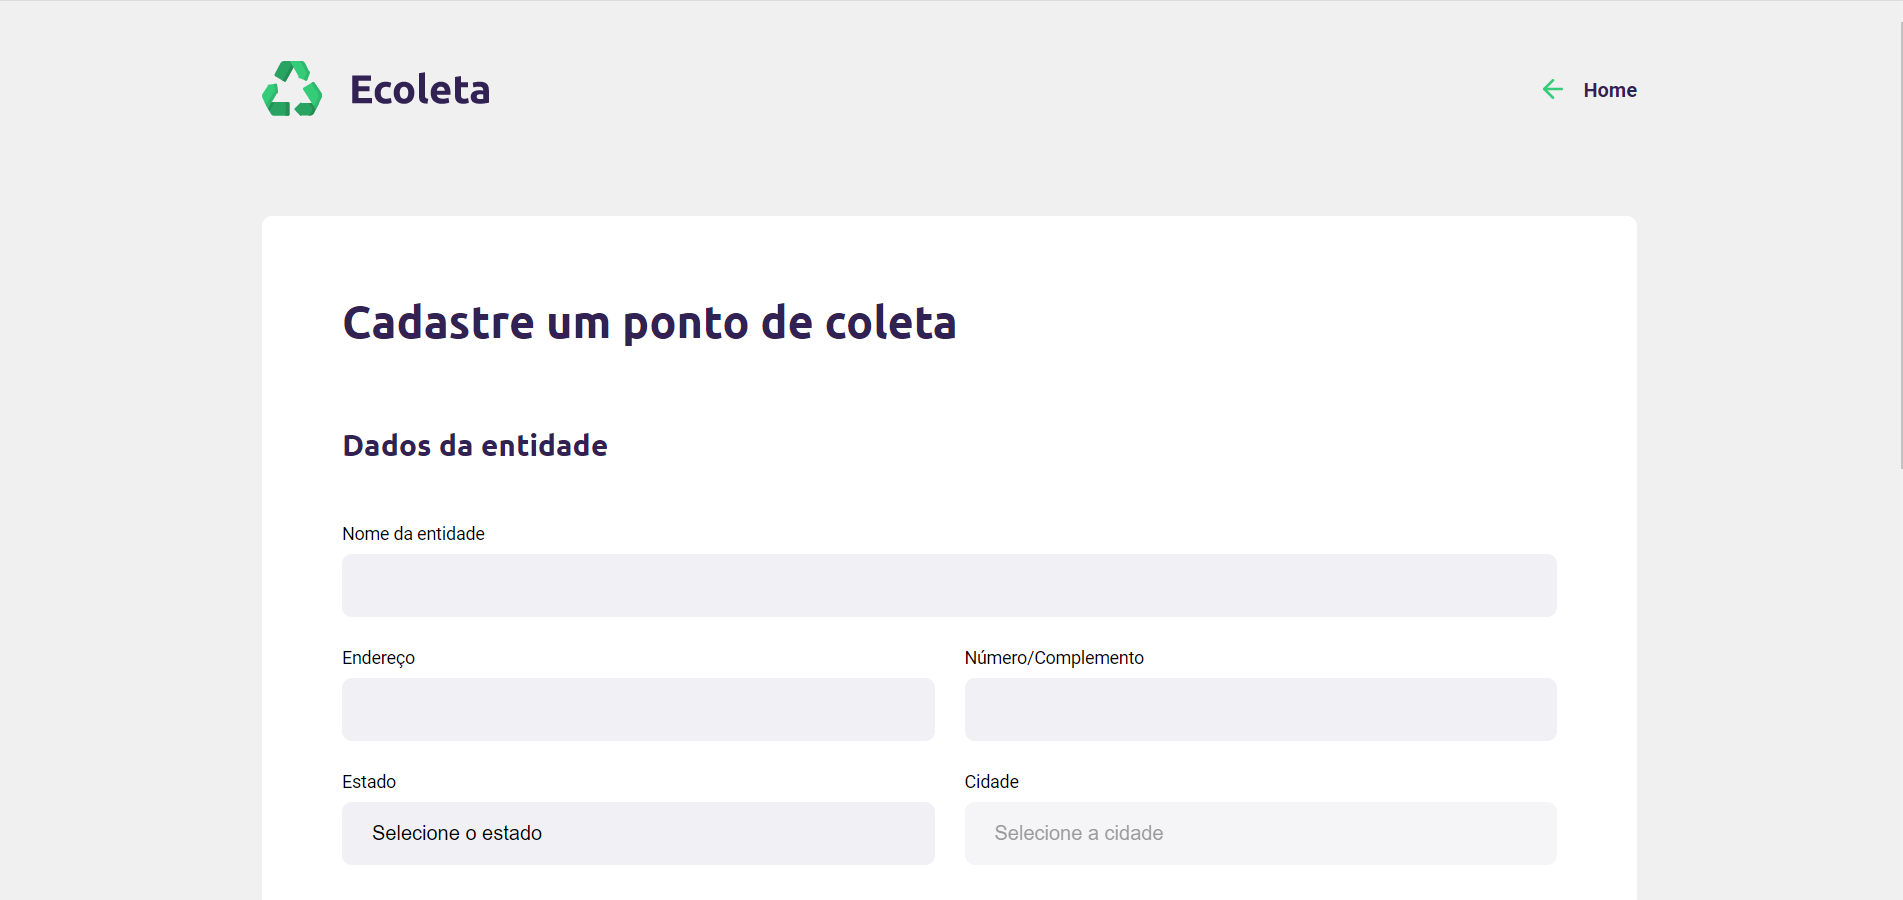 Ecoleta
Home
Cadastre um ponto de coleta
Dados da entidade
Nome da entidade
Endereço
Número/Complemento
Estado
Cidade
Selecione o estado
Selecione a cidade